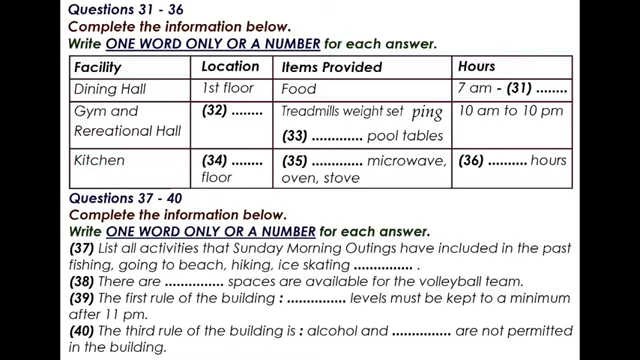 Questions 31 - 36
Complete the information below.
Write ONE WORD ONLY OR A NUMBER for each answer.
Facility Location Items Provided Hours
Dining Hall 1st floor Food 7 am - (31) ........
Gym and Rereational Hall (32) ........ Treadmills weight set ping (33) ............. pool tables 10 am to 10 pm
Kitchen (34) ........ floor (35) ............. microwave, oven, stove (36) .......... hours
Questions 37 - 40
Complete the information below.
Write ONE WORD ONLY OR A NUMBER for each answer.
(37) List all activities that Sunday Morning Outings have included in the past
fishing, going to beach, hiking, ice skating ............... .
(38) There are ............... spaces are available for the volleyball team.
(39) The first rule of the building : ............... levels must be kept to a minimum
after 11 pm.
(40) The third rule of the building is : alcohol and ............... are not permitted
in the building.